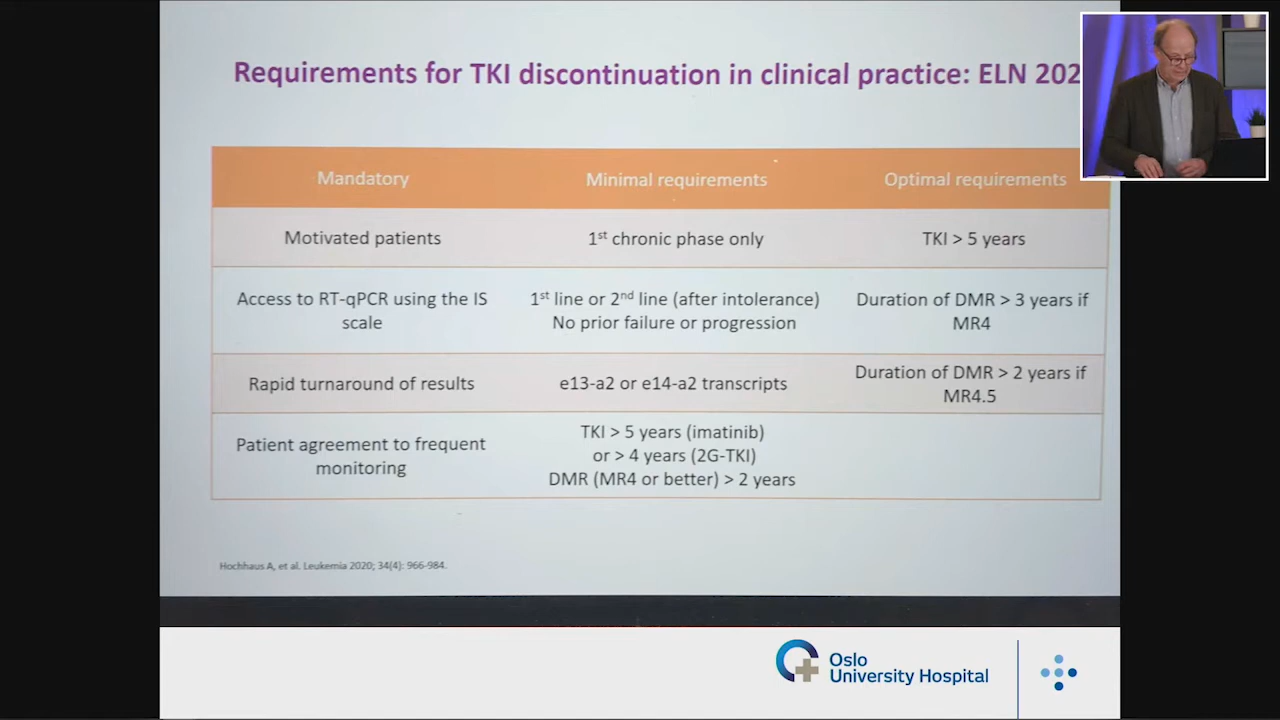 Requirements for TKI discontinuation in clinical practice: ELN 202
Mandatory
Minimal requirements
Optimal requirements
Motivated patients
1st chronic phase only
TKI > 5 years
Access to RT-qPCR using the IS
scale
1st line or 2nd line (after intolerance)
No prior failure or progression
Duration of DMR > 3 years if
MR4
Rapid turnaround of results
e13-a2 or e14-a2 transcripts
Duration of DMR > 2 years if
MR4.5
Patient agreement to frequent
monitoring
TKI > 5 years (imatinib)
or > 4 years (2G-TKI)
DMR (MR4 or better) > 2 years
Hochhaus A, et al. Leukemia 2020; 34(4): 966-984.
Oslo
University Hospital